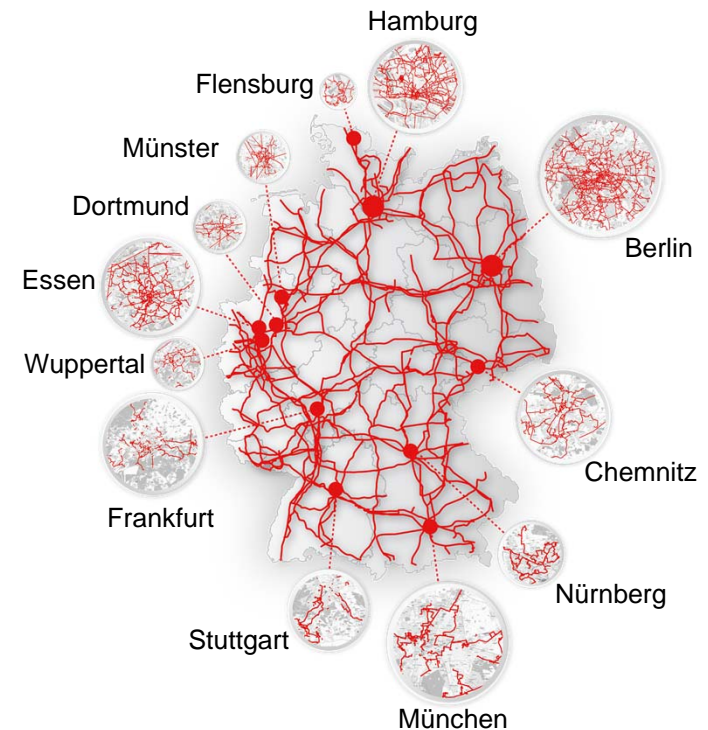 Hamburg
Flensburg
Münster
Dortmund
Berlin
Essen
Wuppertal
Chemnitz
Frankfurt
Nürnberg
Stuttgart
München